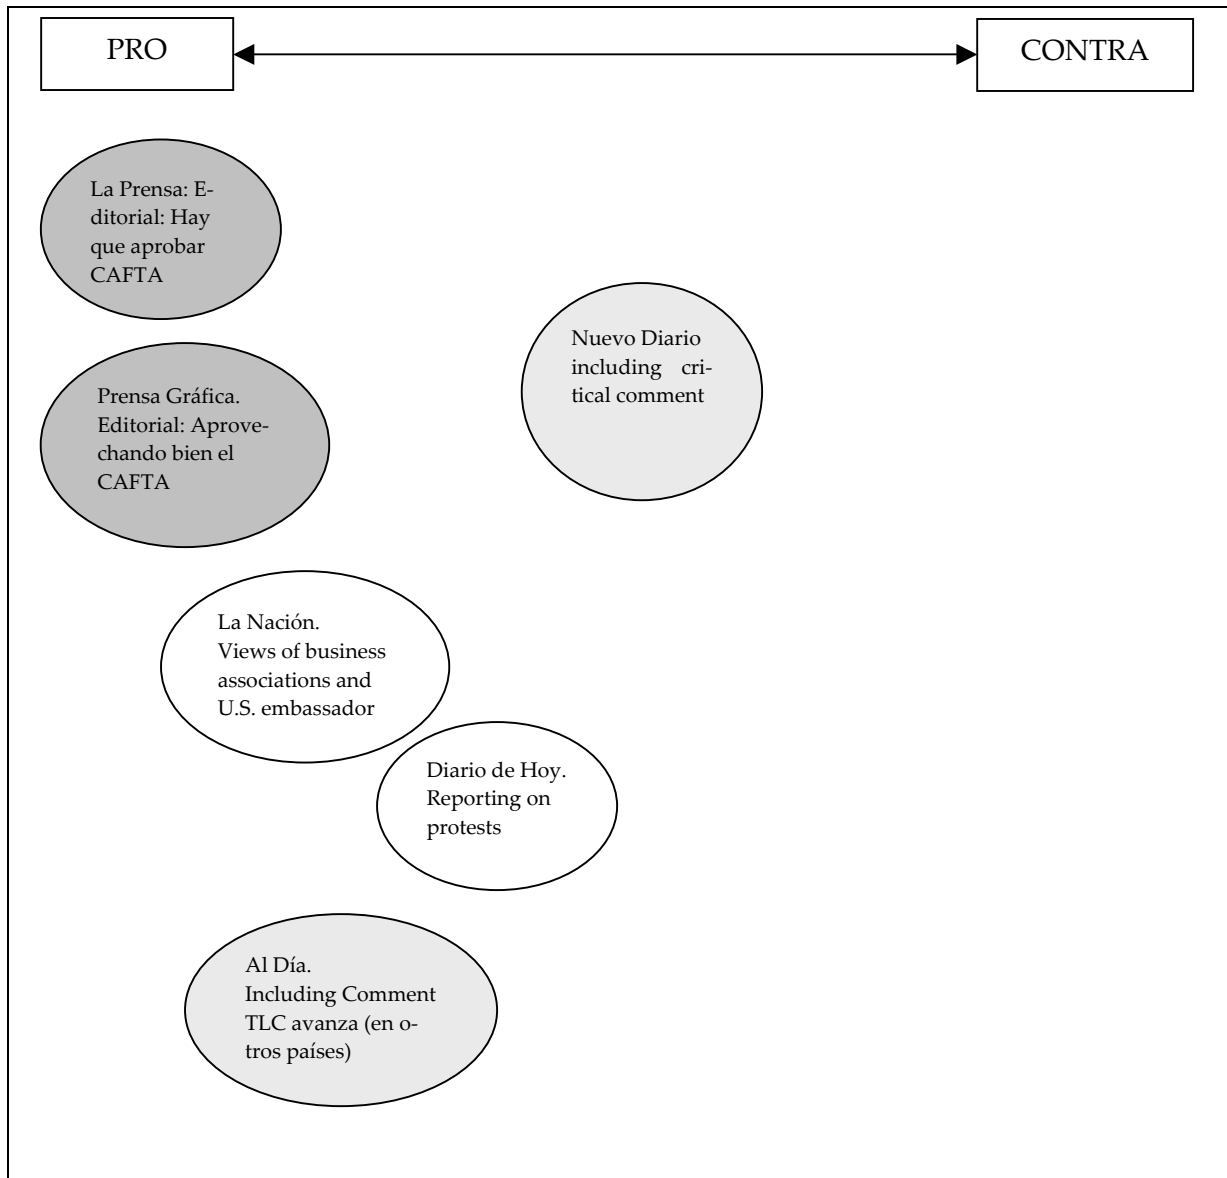 PRO
CONTRA
La Prensa: E-
ditorial: Hay
que aprobar
CAFTA
Nuevo Diario
including cri-
tical comment
Prensa Gráfica.
Editorial: Aprove-
chando bien el
CAFTA
La Nación.
Views of business
associations and
U.S. embassador
Diario de Hoy.
Reporting on
protests
Al Día.
Including Comment
TLC avanza (en o-
tros países)